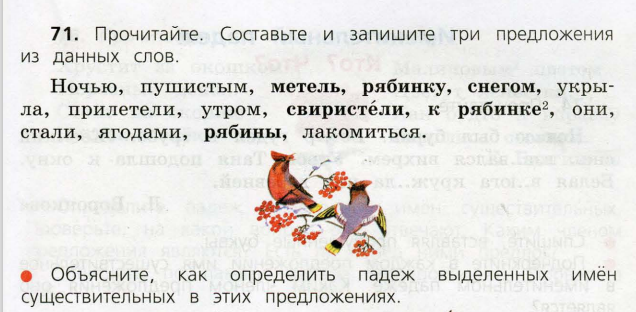 71. Прочитайте. Составьте и запишите три предложения
из данных слов.
Ночью, пушистым, метель, рябинку, снегом, укры-
ла, прилетели, утром, свиристе́ли, к рябинке², они,
стали, ягодами, рябины, лакомиться.
Объясните, как определить падеж выделенных имён
существительных в этих предложениях.